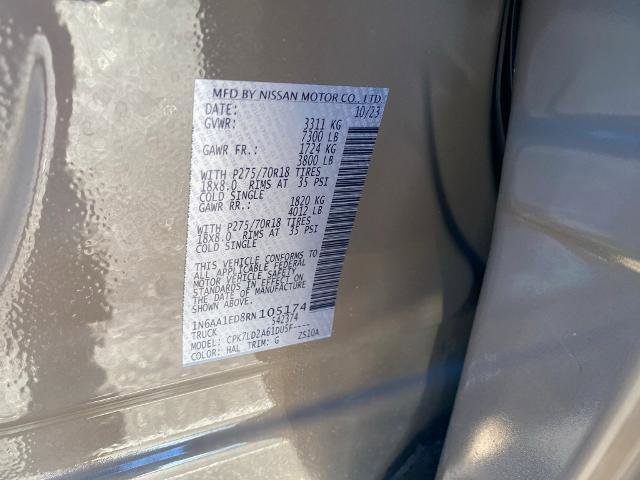 MFD BY NISSAN MOTOR CO., LTD.
DATE: 10/23
GVWR: 3311 KG
7300 LB
GAWR FR.: 1724 KG
3800 LB
WITH P275/70R18 TIRES
18X8.0 RIMS AT 35 PSI
COLD SINGLE
GAWR RR.: 1820 KG
4012 LB
WITH P275/70R18 TIRES
18X8.0 RIMS AT 35 PSI
COLD SINGLE
THIS VEHICLE CONFORMS TO
ALL APPLICABLE FEDERAL
MOTOR VEHICLE SAFETY
STANDARDS IN EFFECT ON
THE DATE OF MANUFACTURE
SHOWN ABOVE.
1N6AA1ED8RN105174
TRUCK 542374
MODEL: CPK7LD2A61DU5F----
COLOR: HAL TRIM: G ZS10A